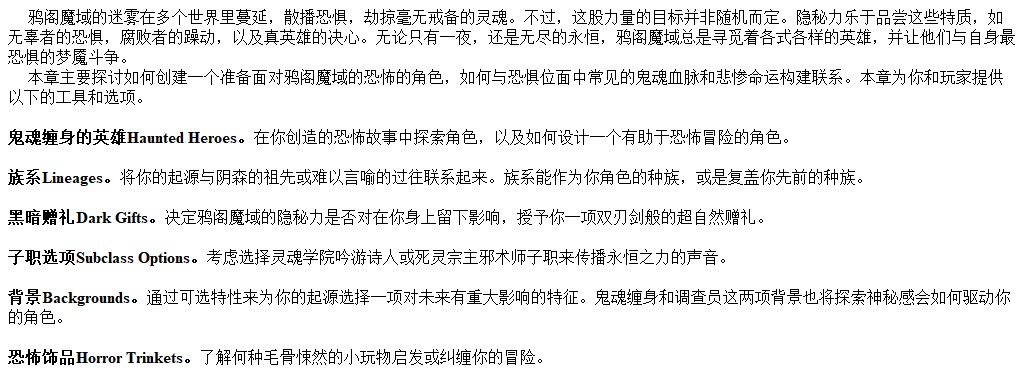 鸦阁魔域的迷雾在多个世界里蔓延，散播恐惧，劫掠毫无戒备的灵魂。不过，这股力量的目标并非随机而定。隐秘力乐于品尝这些特质，如
无辜者的恐惧，腐败者的躁动，以及真英雄的决心。无论只有一夜，还是无尽的永恒，鸦阁魔域总是寻觅着各式各样的英雄，并让他们与自身最
恐惧的梦魇斗争。
本章主要探讨如何创建一个准备面对鸦阁魔域的恐怖的角色，如何与恐惧位面中常见的鬼魂血脉和悲惨命运构建联系。本章为你和玩家提供
以下的工具和选项。
鬼魂缠身的英雄Haunted Heroes。在你创造的恐怖故事中探索角色，以及如何设计一个有助于恐怖冒险的角色。
族系Lineages。将你的起源与阴森的祖先或难以言喻的过往联系起来。族系能作为你角色的种族，或是复盖你先前的种族。
黑暗赠礼Dark Gifts。决定鸦阁魔域的隐秘力是否对在你身上留下影响，授予你一项双刃剑般的超自然赠礼。
子职选项Subclass Options。考虑选择灵魂学院吟游诗人或死灵宗主邪术师子职来传播永恒之力的声音。
背景Backgrounds。通过可选特性来为你的起源选择一项对未来有重大影响的特征。鬼魂缠身和调查员这两项背景也将探索神秘感会如何驱动你
的角色。
恐怖饰品Horror Trinkets。了解何种毛骨悚然的小玩物启发或纠缠你的冒险。